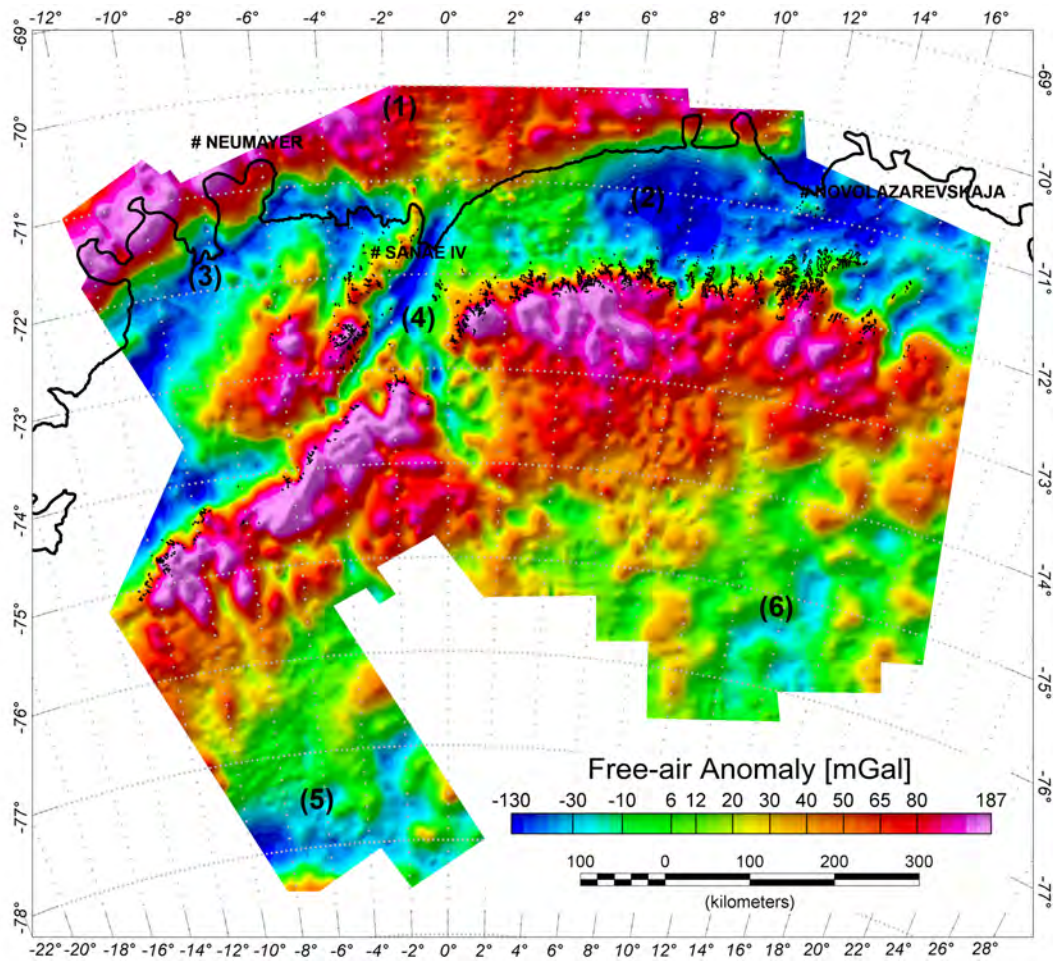 -12° -10° -8° -6° -4° -2° 0° 2° 4° 6° 8° 10° 12° 14° 16°
-69° -69°
(1)
-70° # NEUMAYER -70°
(2) # NOVOLAZAREVSKAJA
-71° # SANAE IV -71°
(3)
(4)
-72° -72°
-73° -73°
-74° -74°
(6)
-75° -75°
-76° Free-air Anomaly [mGal] -76°
-77° (5) -130 -30 -10 6 12 20 30 40 50 65 80 187
100 0 100 200 300
(kilometers)
-78° -77°
-22° -20° -18° -16° -14° -12° -10° -8° -6° -4° -2° 0° 2° 4° 6° 8° 10° 12° 14° 16° 18° 20° 22° 24° 26° 28°